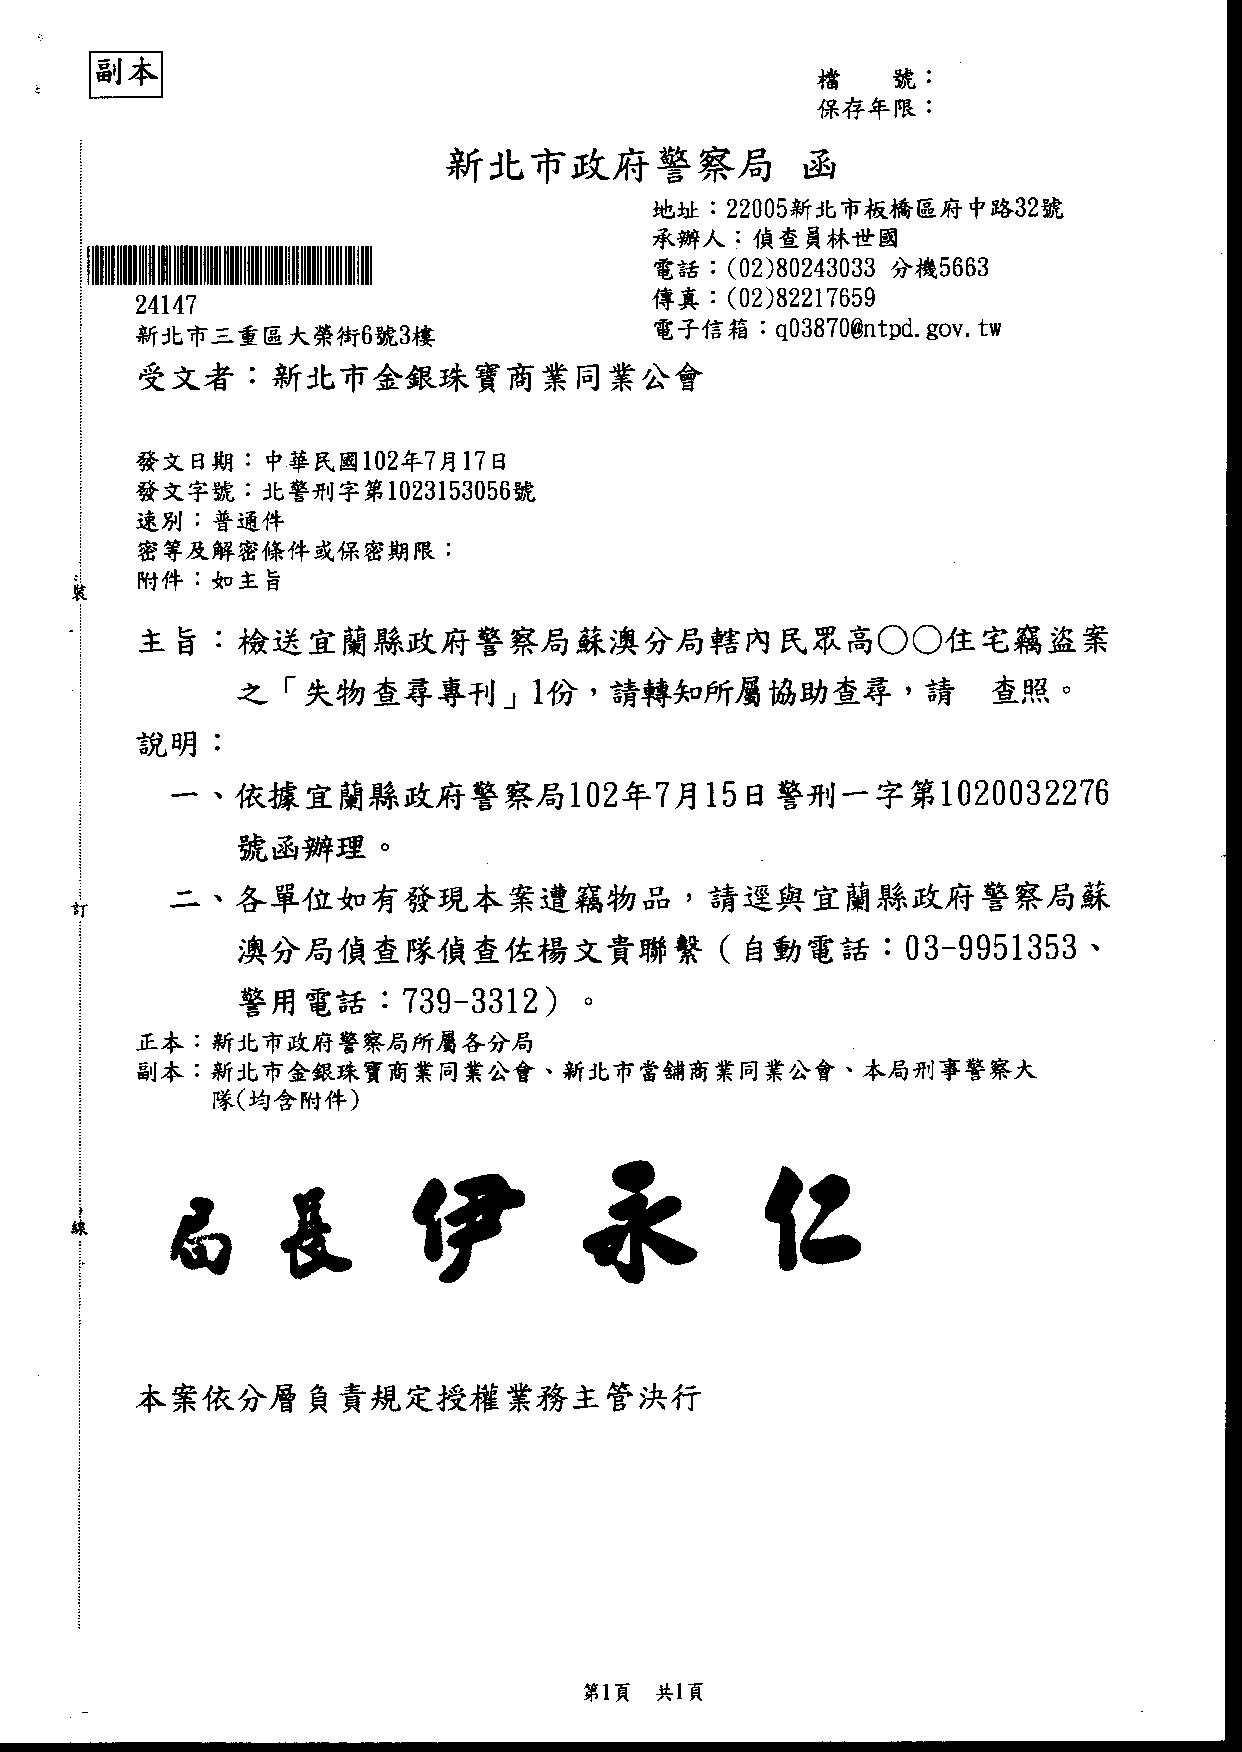 副本
檔　　號：
保存年限：
新北市政府警察局 函
地址：22005新北市板橋區府中路32號
承辦人：偵查員林世國
電話：(02)80243033 分機5663
傳真：(02)82217659
電子信箱：q03870@ntpd.gov.tw
24147
新北市三重區大榮街6號3樓
受文者：新北市金銀珠寶商業同業公會
發文日期：中華民國102年7月17日
發文字號：北警刑字第1023153056號
速別：普通件
密等及解密條件或保密期限：
附件：如主旨
主旨：檢送宜蘭縣政府警察局蘇澳分局轄內民眾高○○住宅竊盜案
之「失物查尋專刊」1份，請轉知所屬協助查尋，請　查照。
說明：
一、依據宜蘭縣政府警察局102年7月15日警刑一字第1020032276
號函辦理。
二、各單位如有發現本案遭竊物品，請逕與宜蘭縣政府警察局蘇
澳分局偵查隊偵查佐楊文貴聯繫（自動電話：03-9951353、
警用電話：739-3312）。
正本：新北市政府警察局所屬各分局
副本：新北市金銀珠寶商業同業公會、新北市當舖商業同業公會、本局刑事警察大
隊(均含附件)
局長 伊永仁
本案依分層負責規定授權業務主管決行
裝
訂
線
第1頁　共1頁